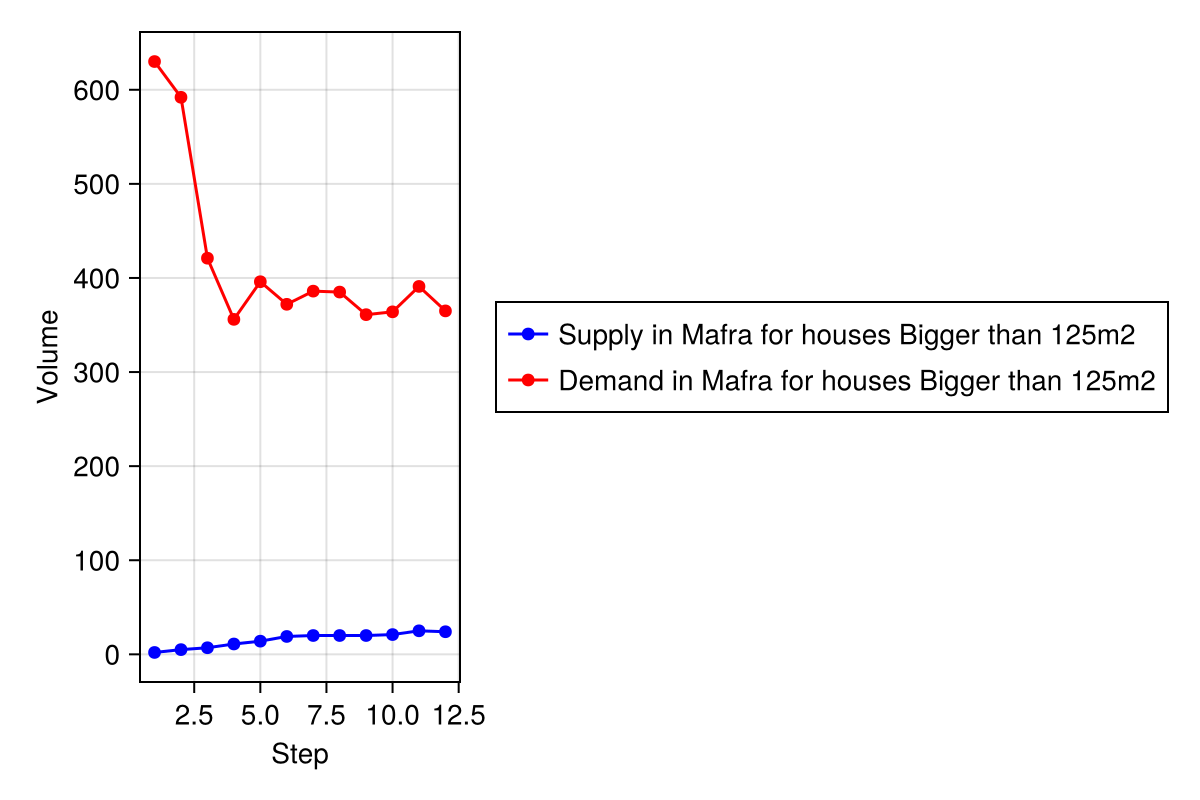 600
500
400
300
200
100
0
Volume
2.5 5.0 7.5 10.0 12.5
Step
Supply in Mafra for houses Bigger than 125m2
Demand in Mafra for houses Bigger than 125m2